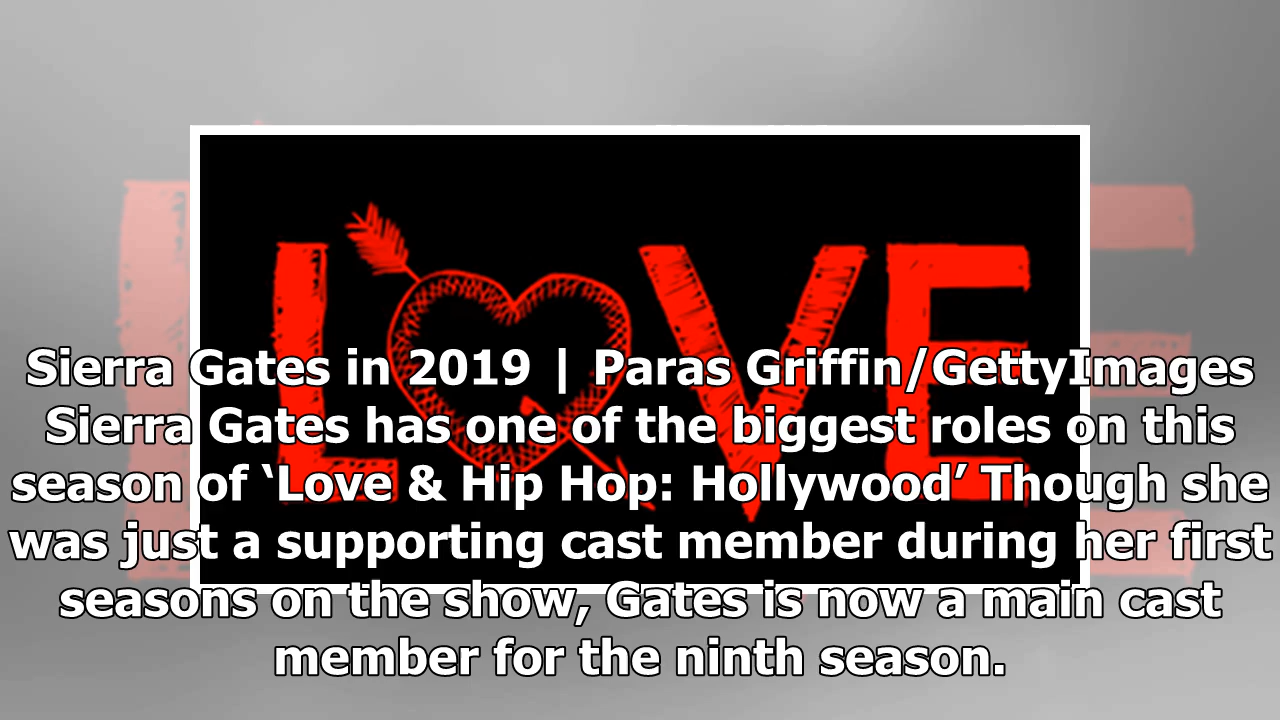 LOVE
Sierra Gates in 2019 | Paras Griffin/GettyImages
Sierra Gates has one of the biggest roles on this
season of ‘Love & Hip Hop: Hollywood’ Though she
was just a supporting cast member during her first
seasons on the show, Gates is now a main cast
member for the ninth season.